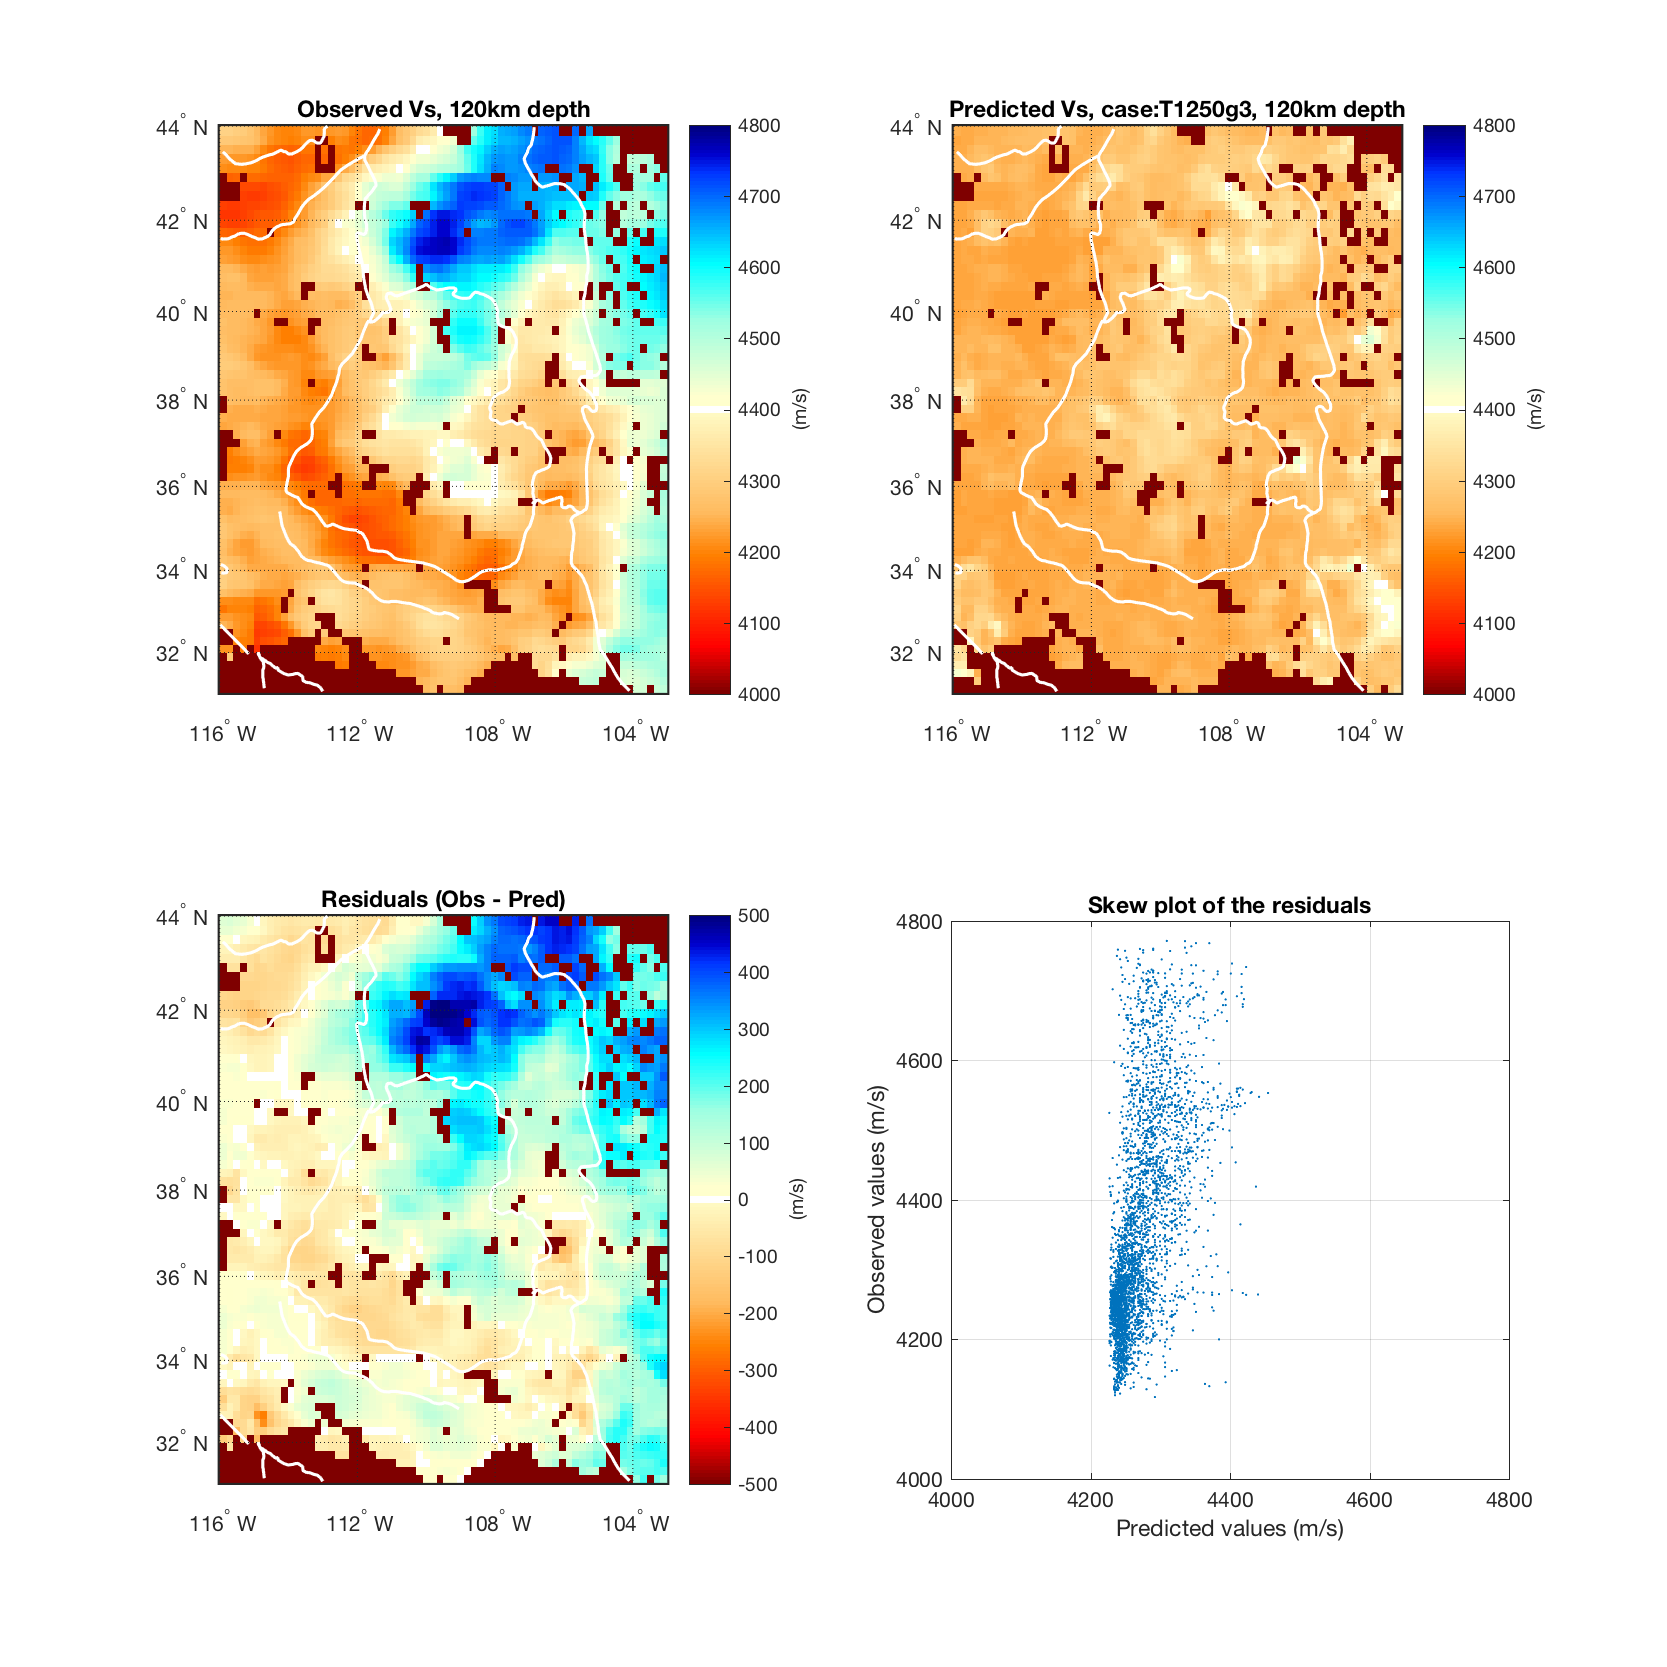 Observed Vs, 120km depth
44° N
42° N
40° N
38° N
36° N
34° N
32° N
116° W
112° W
108° W
104° W
4800
4700
4600
4500
4400
4300
4200
4100
4000
(m/s)
Predicted Vs, case:T1250g3, 120km depth
44° N
42° N
40° N
38° N
36° N
34° N
32° N
116° W
112° W
108° W
104° W
4800
4700
4600
4500
4400
4300
4200
4100
4000
(m/s)
Residuals (Obs - Pred)
44° N
42° N
40° N
38° N
36° N
34° N
32° N
116° W
112° W
108° W
104° W
500
400
300
200
100
0
-100
-200
-300
-400
-500
(m/s)
Skew plot of the residuals
4800
4600
4400
4200
4000
4000
4200
4400
4600
4800
Observed values (m/s)
Predicted values (m/s)